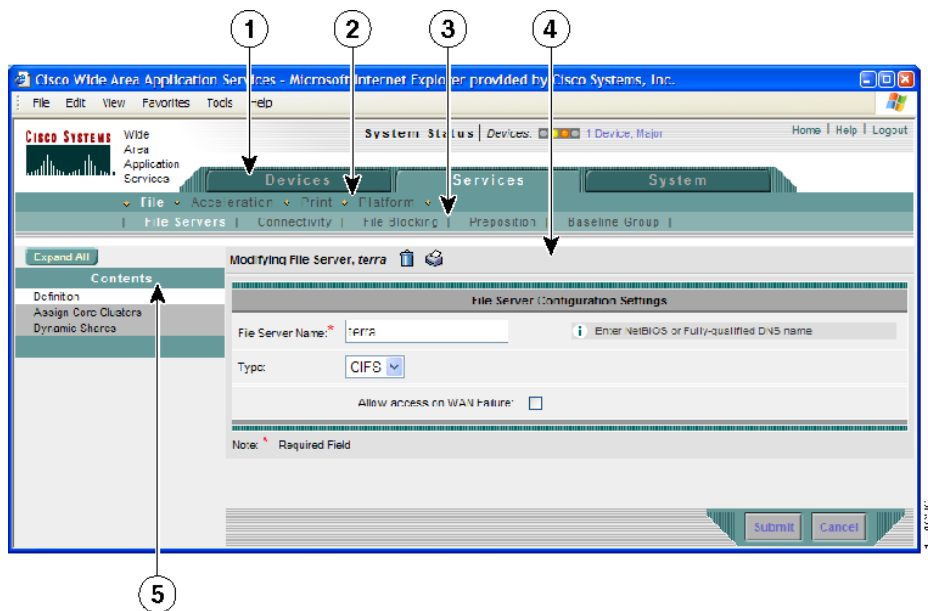 1 2 3 4
Cisco Wide Area Application Services - Microsoft Internet Explorer provided by Cisco Systems, Inc.
File Edit View Favorites Tools Help
CISCO SYSTEMS
Wide
Area
Application
Services
System Status | Devices: 1 Device, Major
Home | Help | Logout
Devices Services System
File Acceleration Print Platform
| File Servers | Connectivity | File Blocking | Preposition | Baseline Group |
Expand All
Contents
Definition
Assign Core Clusters
Dynamic Shares
Modifying File Server, terra
File Server Configuration Settings
File Server Name:* terra
i Enter NetBIOS or Fully-qualified DNS name
Type: CIFS
Allow access on WAN Failure:
Note: * Required Field
Submit Cancel
5